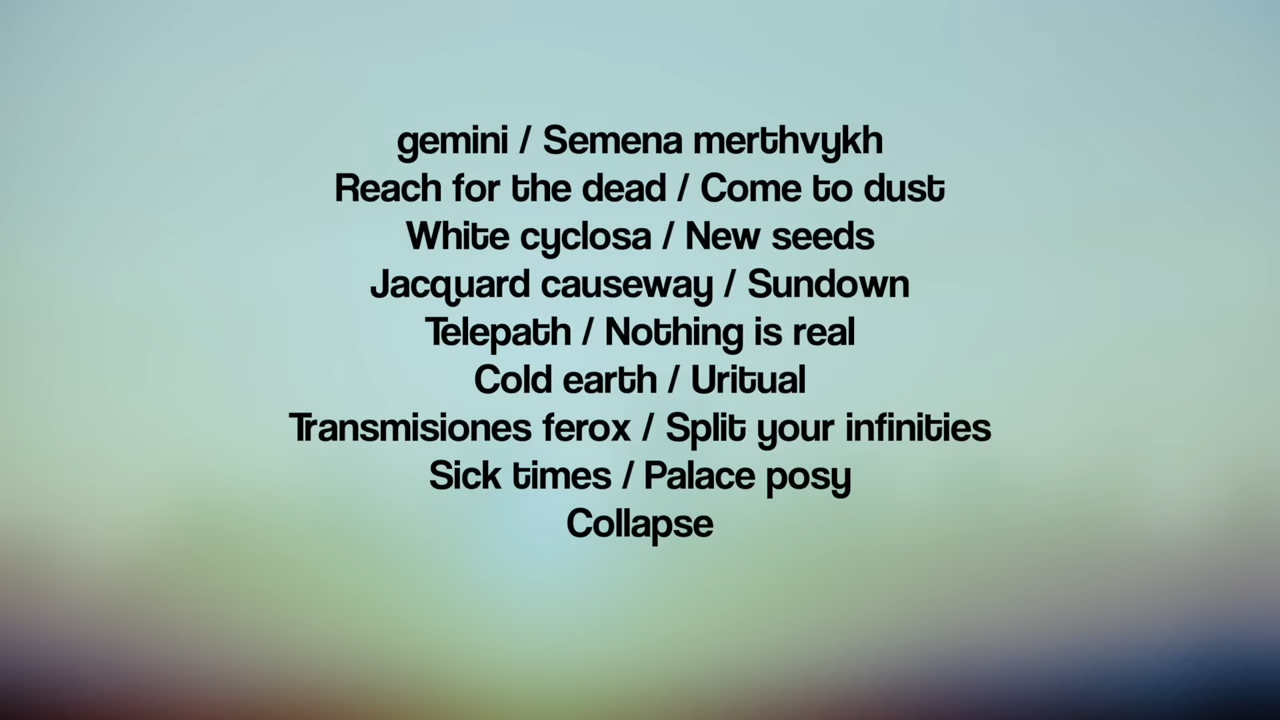 gemini / Semena merthvykh
Reach for the dead / Come to dust
White cyclosa / New seeds
Jacquard causeway / Sundown
Telepath / Nothing is real
Cold earth / Uritual
Transmisiones ferox / Split your infinities
Sick times / Palace posy
Collapse